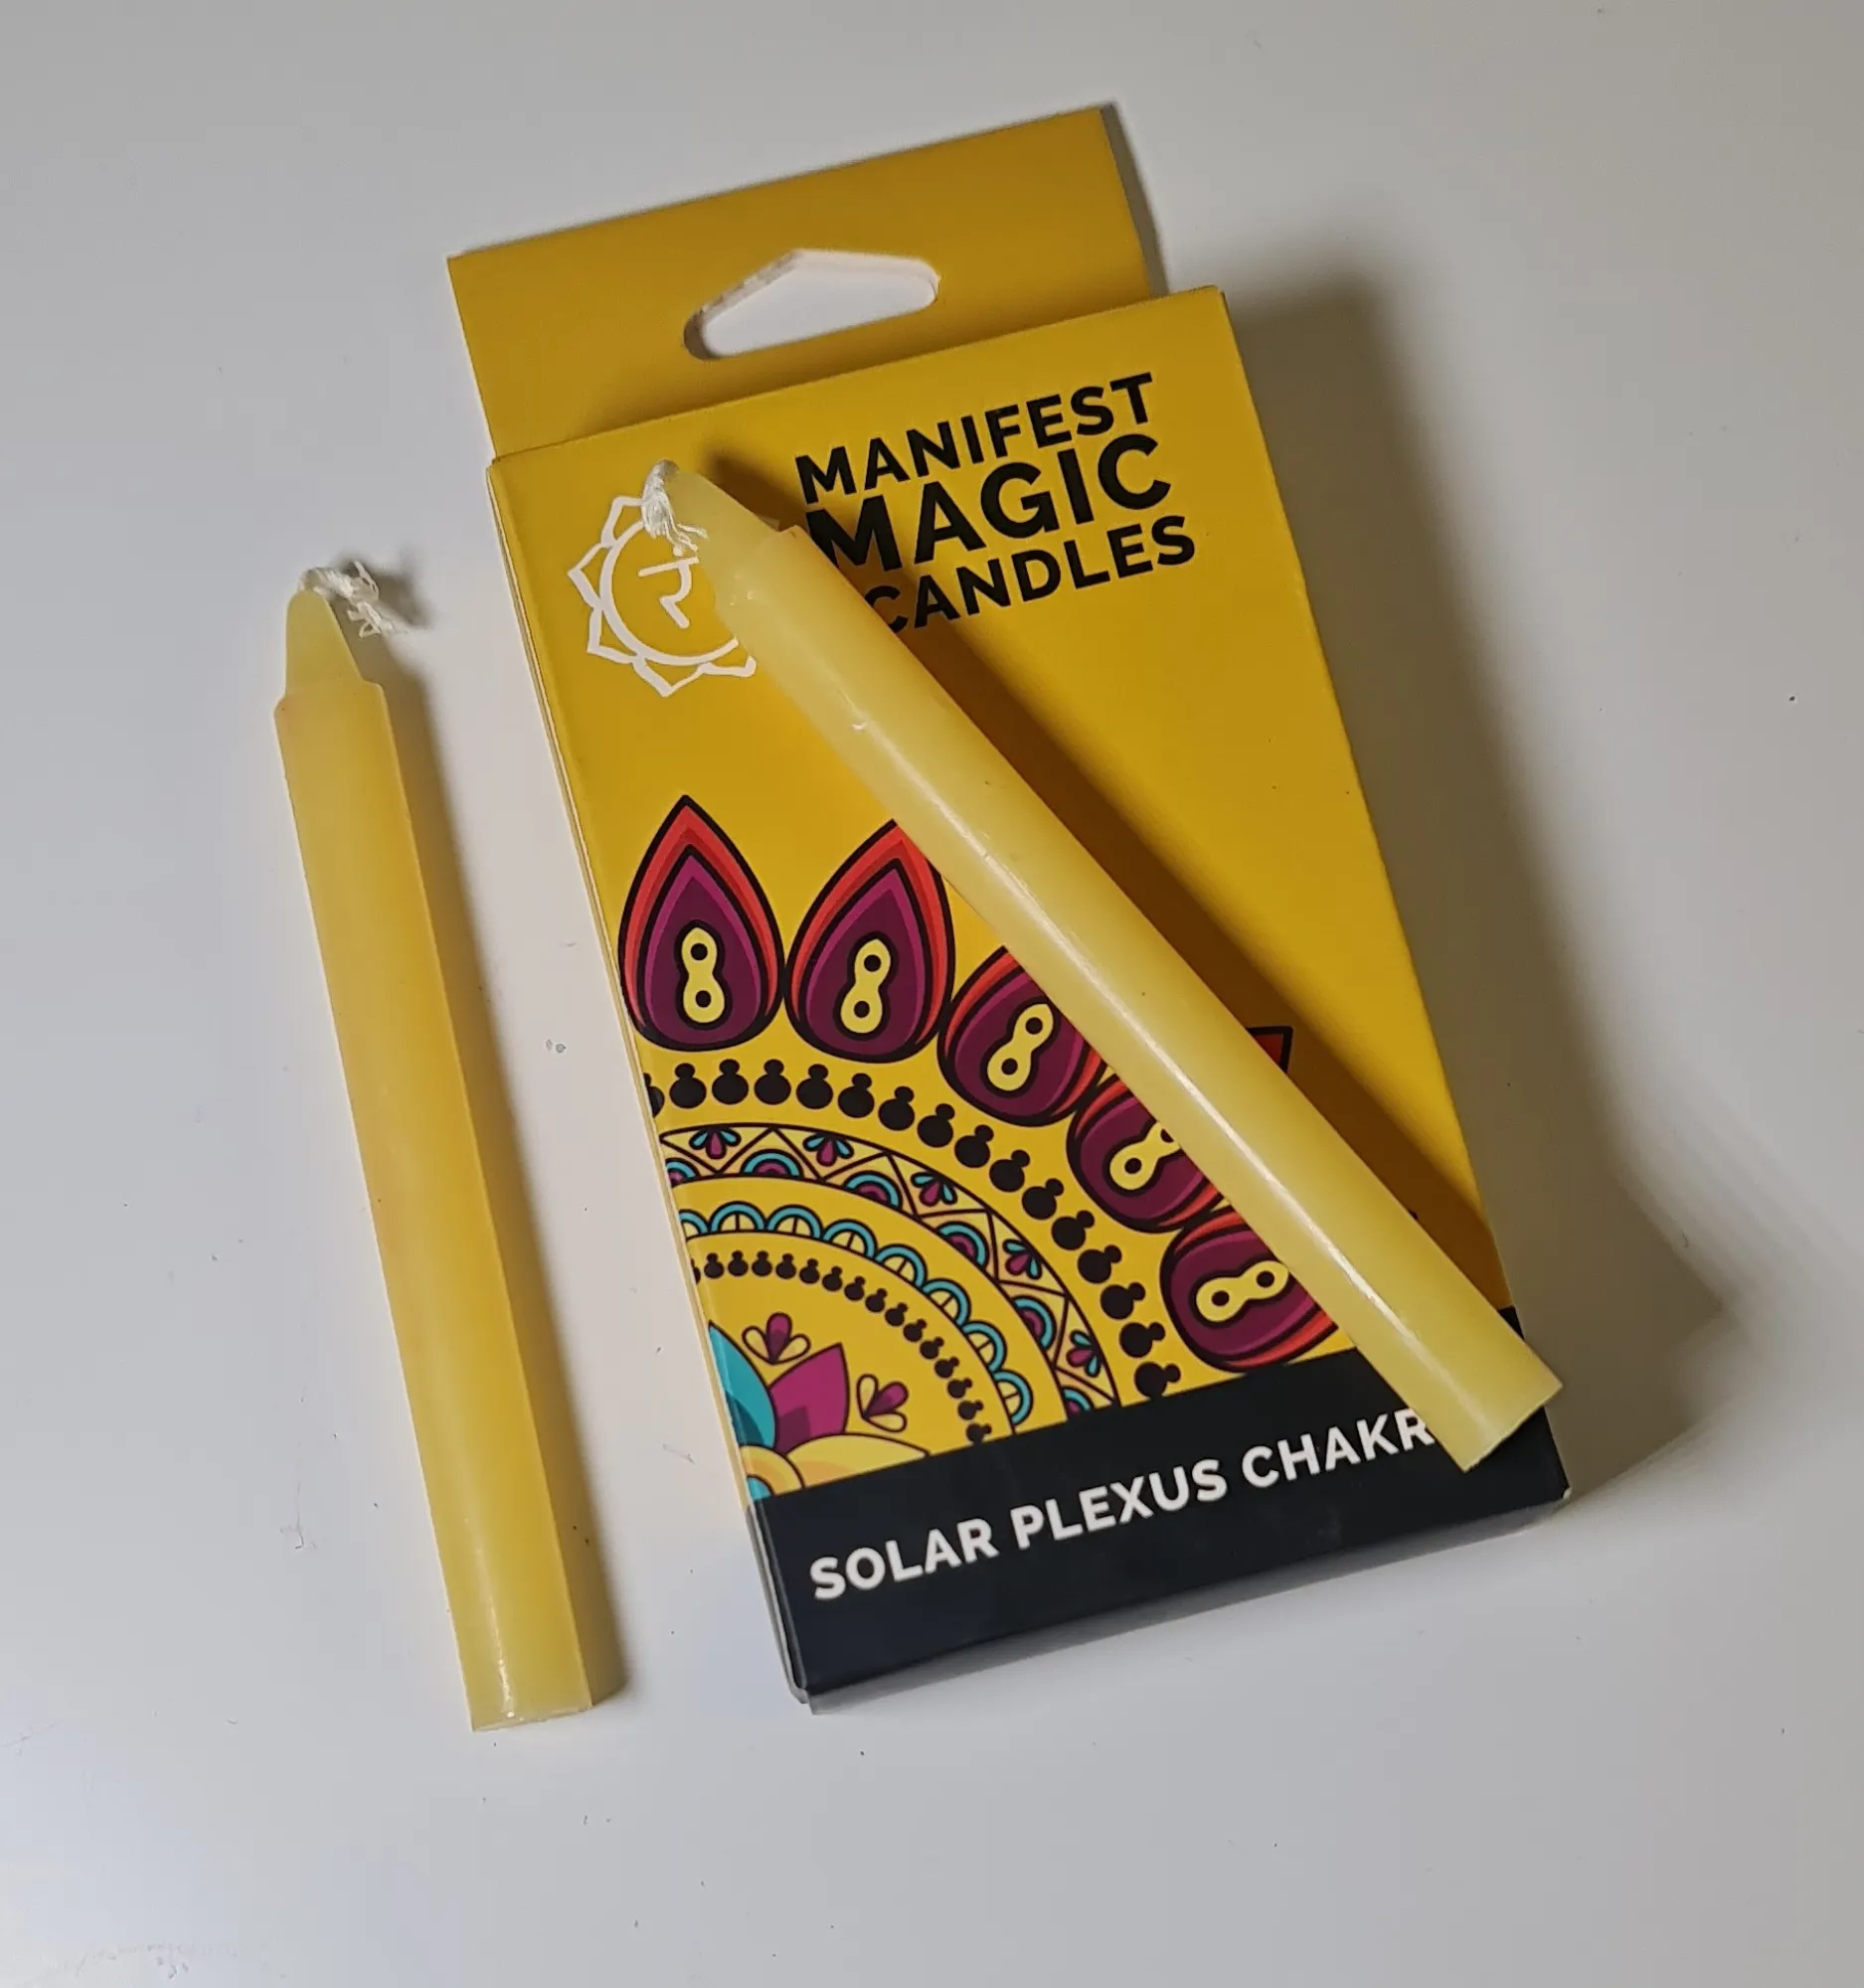 MANIFEST
MAGIC
CANDLES
रं
SOLAR PLEXUS CHAKR